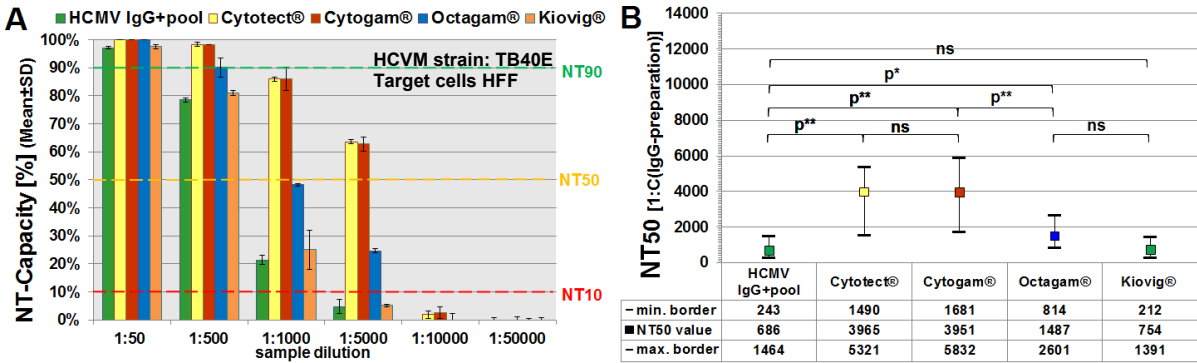 A
HCMV IgG+pool Cytotect® Cytogam® Octagam® Kiovig®
NT-Capacity [%] (Mean±SD)
100%
90%
80%
70%
60%
50%
40%
30%
20%
10%
0%
HCVM strain: TB40E
Target cells HFF
NT90
NT50
NT10
1:50 1:500 1:1000 1:5000 1:10000 1:50000
sample dilution
B
NT50 [1:C(IgG-preparation)]
14000
12000
10000
8000
6000
4000
2000
0
ns
p*
p** p**
p** ns ns
HCMV IgG+pool Cytotect® Cytogam® Octagam® Kiovig®
min. border 243 1490 1681 814 212
NT50 value 686 3965 3951 1487 754
max. border 1464 5321 5832 2601 1391